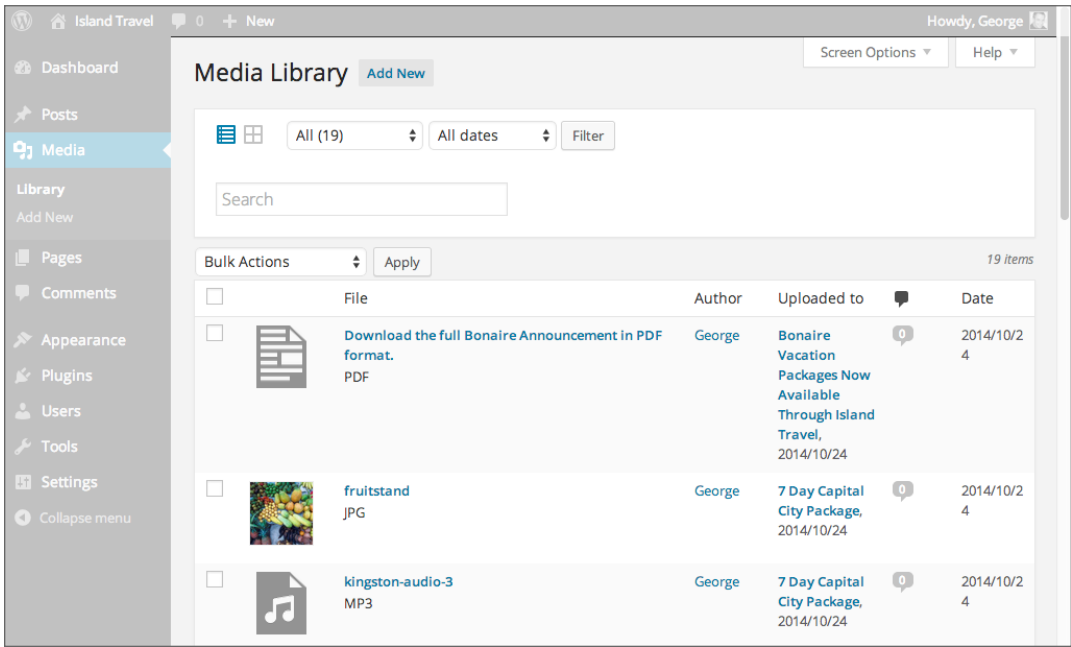 Island Travel 0 + New Howdy, George
Screen Options Help
Dashboard
Posts
Media
Library
Add New
Pages
Comments
Appearance
Plugins
Users
Tools
Settings
Collapse menu
Media Library Add New
All (19) All dates Filter
Search
Bulk Actions Apply 19 items
File Author Uploaded to Date
Download the full Bonaire Announcement in PDF George Bonaire 0 2014/10/2
format. Vacation 4
PDF Packages Now
Available
Through Island
Travel,
2014/10/24
fruitstand George 7 Day Capital 0 2014/10/2
JPG City Package, 4
2014/10/24
kingston-audio-3 George 7 Day Capital 0 2014/10/2
MP3 City Package, 4
2014/10/24